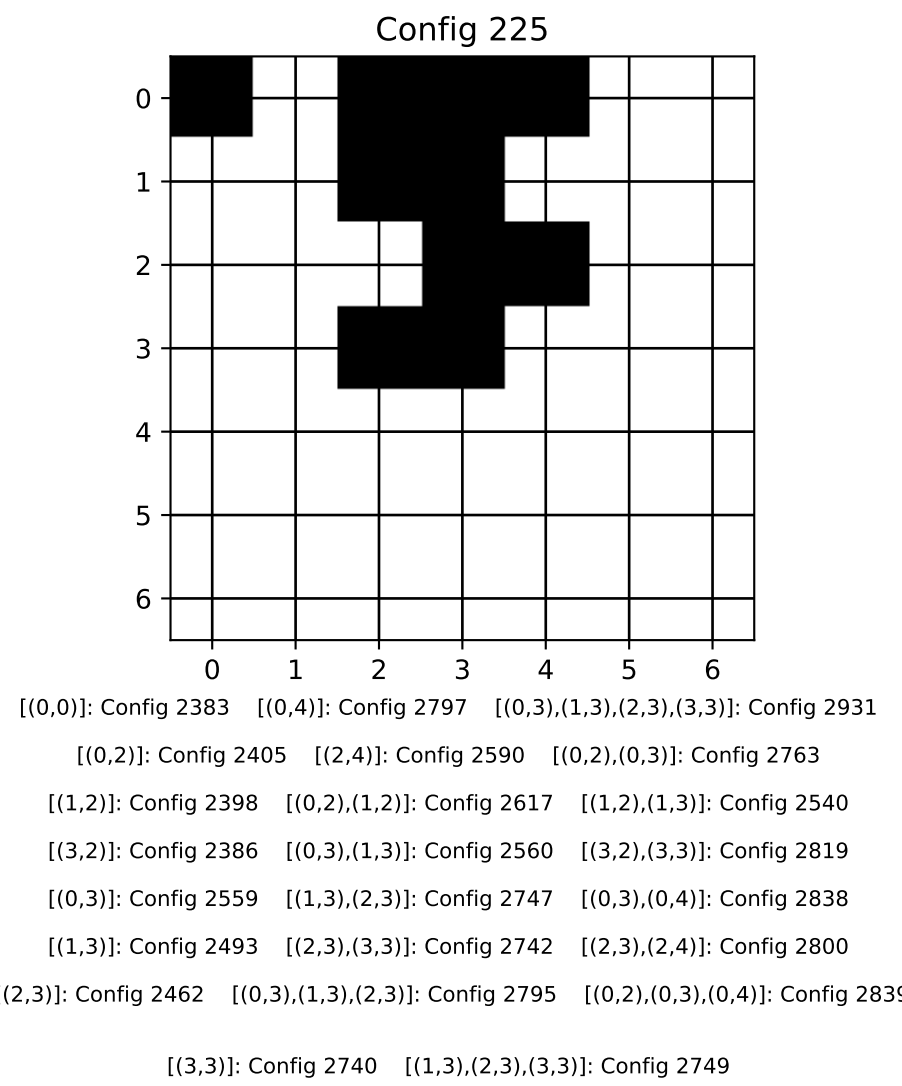 Config 225
0
1
2
3
4
5
6
0 1 2 3 4 5 6
[(0,0)]: Config 2383 [(0,4)]: Config 2797 [(0,3),(1,3),(2,3),(3,3)]: Config 2931
[(0,2)]: Config 2405 [(2,4)]: Config 2590 [(0,2),(0,3)]: Config 2763
[(1,2)]: Config 2398 [(0,2),(1,2)]: Config 2617 [(1,2),(1,3)]: Config 2540
[(3,2)]: Config 2386 [(0,3),(1,3)]: Config 2560 [(3,2),(3,3)]: Config 2819
[(0,3)]: Config 2559 [(1,3),(2,3)]: Config 2747 [(0,3),(0,4)]: Config 2838
[(1,3)]: Config 2493 [(2,3),(3,3)]: Config 2742 [(2,3),(2,4)]: Config 2800
(2,3)]: Config 2462 [(0,3),(1,3),(2,3)]: Config 2795 [(0,2),(0,3),(0,4)]: Config 2839
[(3,3)]: Config 2740 [(1,3),(2,3),(3,3)]: Config 2749